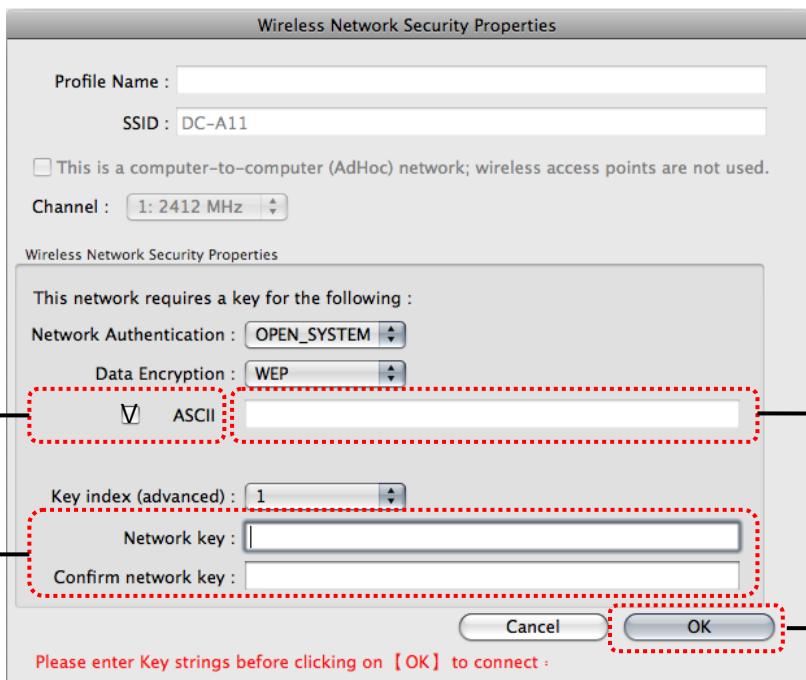 Wireless Network Security Properties
Profile Name :
SSID : DC-A11
This is a computer-to-computer (AdHoc) network; wireless access points are not used.
Channel : 1: 2412 MHz
Wireless Network Security Properties
This network requires a key for the following :
Network Authentication : OPEN_SYSTEM
Data Encryption : WEP
ASCII
Key index (advanced) : 1
Network key :
Confirm network key :
Cancel OK
Please enter Key strings before clicking on【OK】to connect :